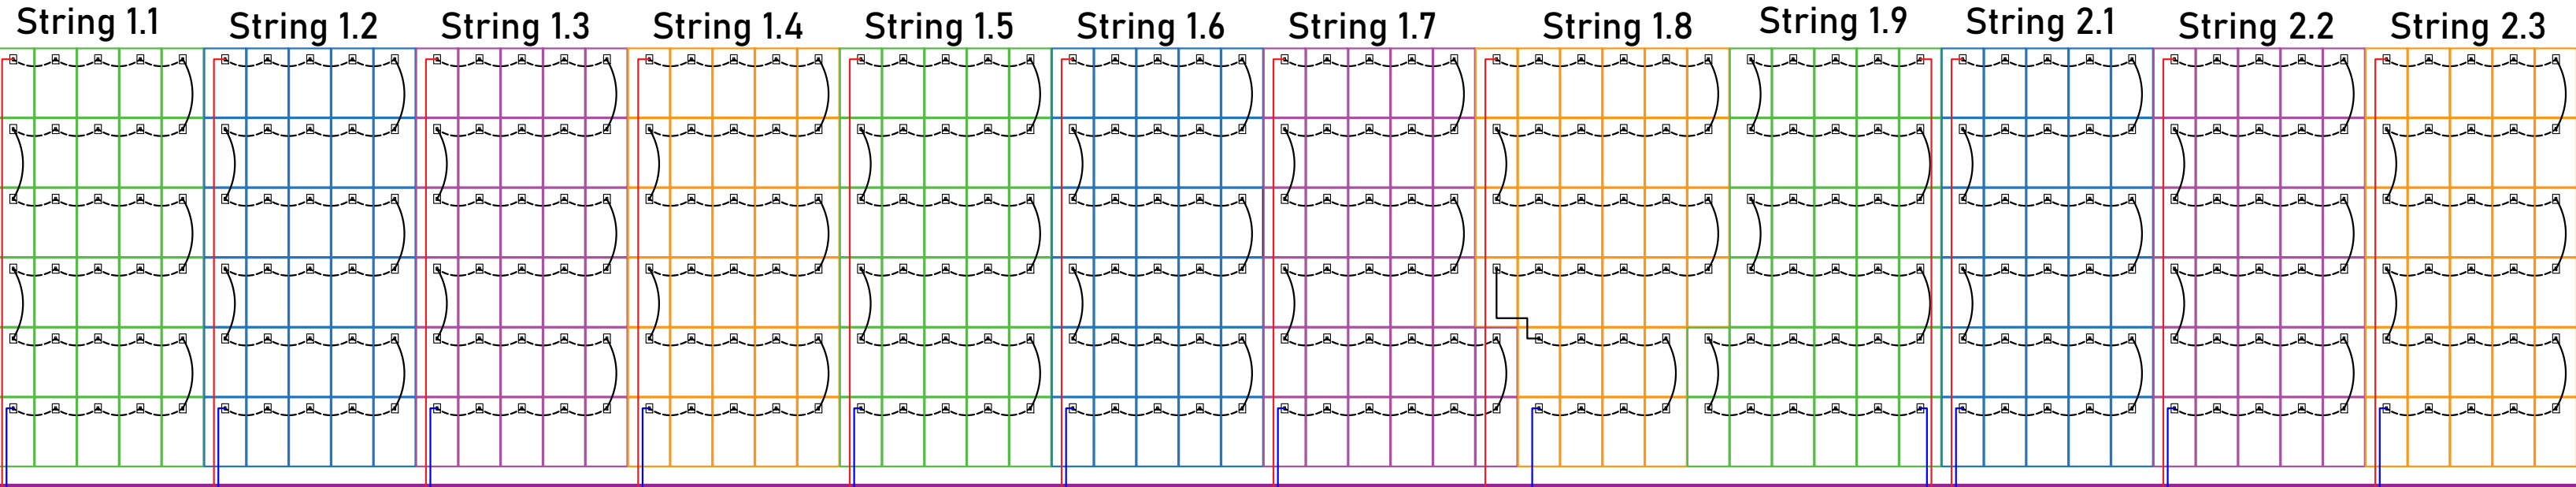 String 1.1
String 1.2
String 1.3
String 1.4
String 1.5
String 1.6
String 1.7
String 1.8
String 1.9
String 2.1
String 2.2
String 2.3